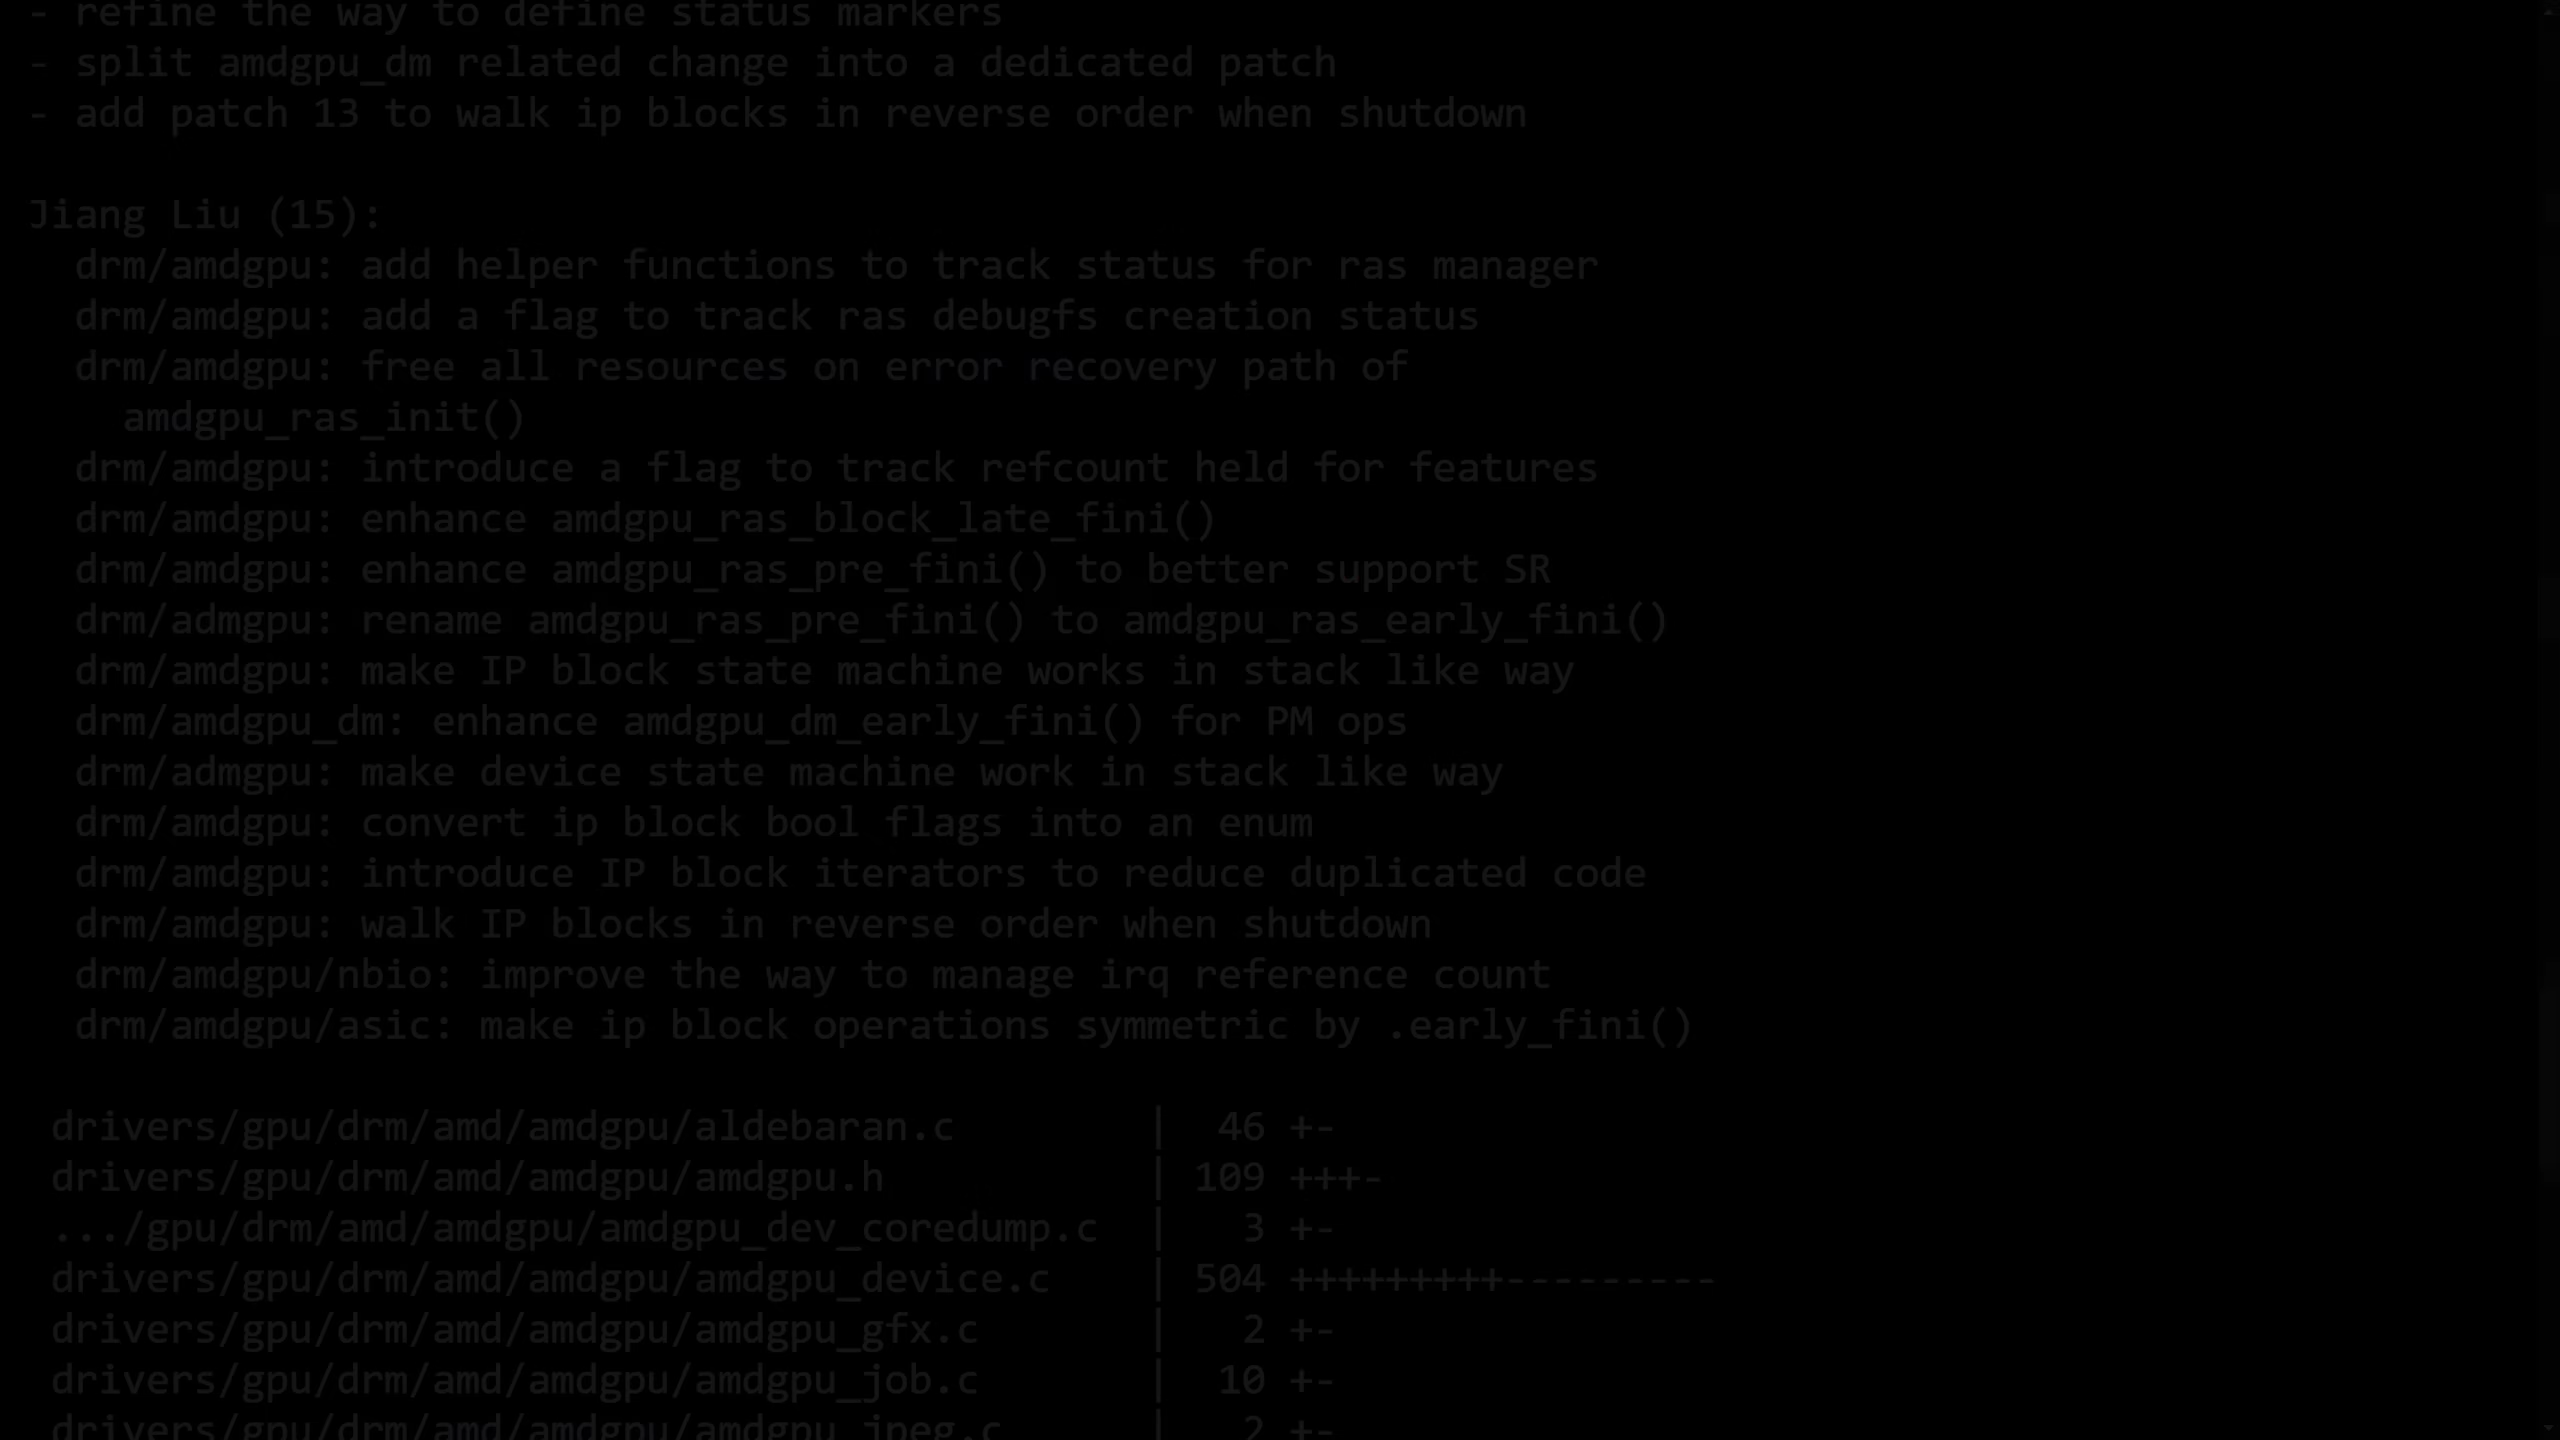 - refine the way to define status markers
- split amdgpu_dm related change into a dedicated patch
- add patch 13 to walk ip blocks in reverse order when shutdown
Jiang Liu (15):
drm/amdgpu: add helper functions to track status for ras manager
drm/amdgpu: add a flag to track ras debugfs creation status
drm/amdgpu: free all resources on error recovery path of
amdgpu_ras_init()
drm/amdgpu: introduce a flag to track refcount held for features
drm/amdgpu: enhance amdgpu_ras_block_late_fini()
drm/amdgpu: enhance amdgpu_ras_pre_fini() to better support SR
drm/admgpu: rename amdgpu_ras_pre_fini() to amdgpu_ras_early_fini()
drm/amdgpu: make IP block state machine works in stack like way
drm/amdgpu_dm: enhance amdgpu_dm_early_fini() for PM ops
drm/admgpu: make device state machine work in stack like way
drm/amdgpu: convert ip block bool flags into an enum
drm/amdgpu: introduce IP block iterators to reduce duplicated code
drm/amdgpu: walk IP blocks in reverse order when shutdown
drm/amdgpu/nbio: improve the way to manage irq reference count
drm/amdgpu/asic: make ip block operations symmetric by .early_fini()
drivers/gpu/drm/amd/amdgpu/aldebaran.c | 46 +-
drivers/gpu/drm/amd/amdgpu/amdgpu.h | 109 +++-
.../gpu/drm/amd/amdgpu/amdgpu_dev_coredump.c | 3 +-
drivers/gpu/drm/amd/amdgpu/amdgpu_device.c | 504 +++++++++---------
drivers/gpu/drm/amd/amdgpu/amdgpu_gfx.c | 2 +-
drivers/gpu/drm/amd/amdgpu/amdgpu_job.c | 10 +-
drivers/gpu/drm/amd/amdgpu/amdgpu_jpeg.c | 2 +-